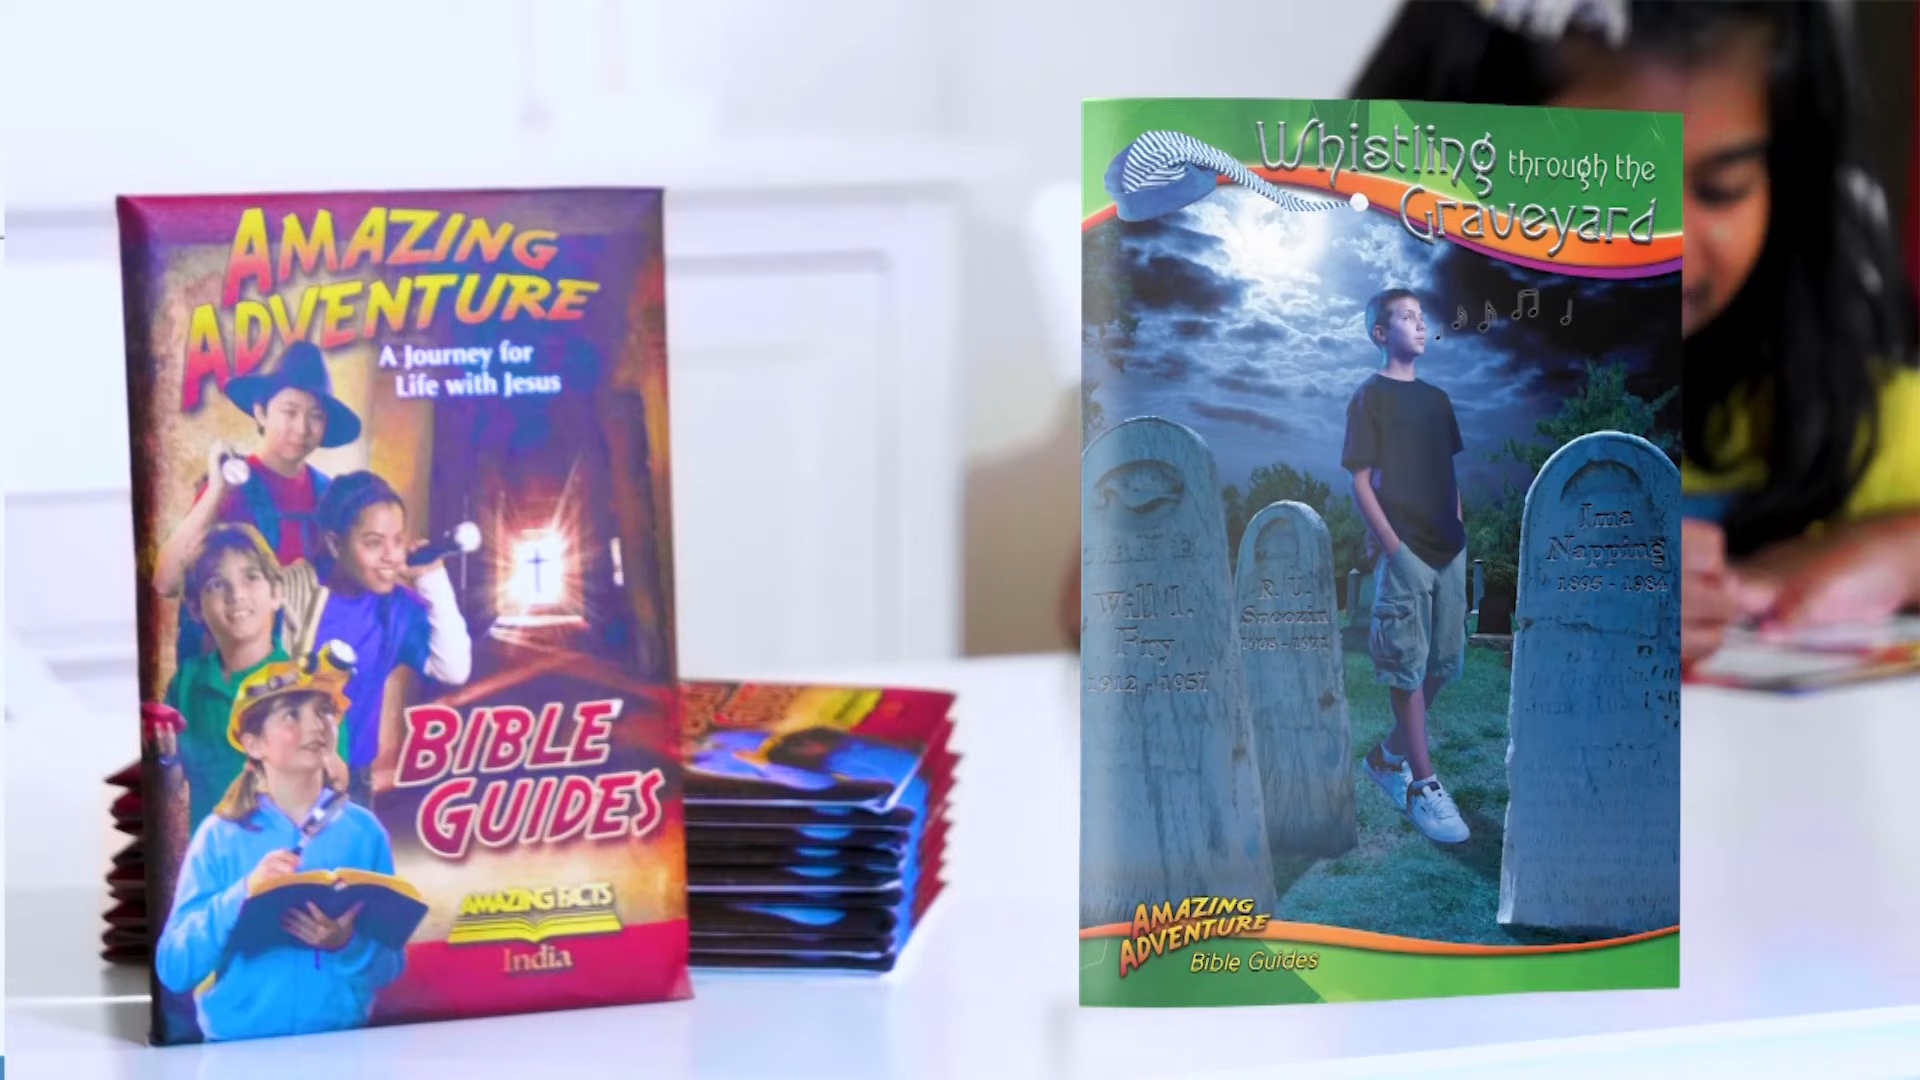 AMAZING
ADVENTURE
A Journey for
Life with Jesus
BIBLE
GUIDES
AMAZING FACTS
India
Whistling through the
Graveyard
Will I.
Fry
1912 - 1957
R. U.
Snoozin
Ima
Napping
1895 - 1984
AMAZING
ADVENTURE
Bible Guides